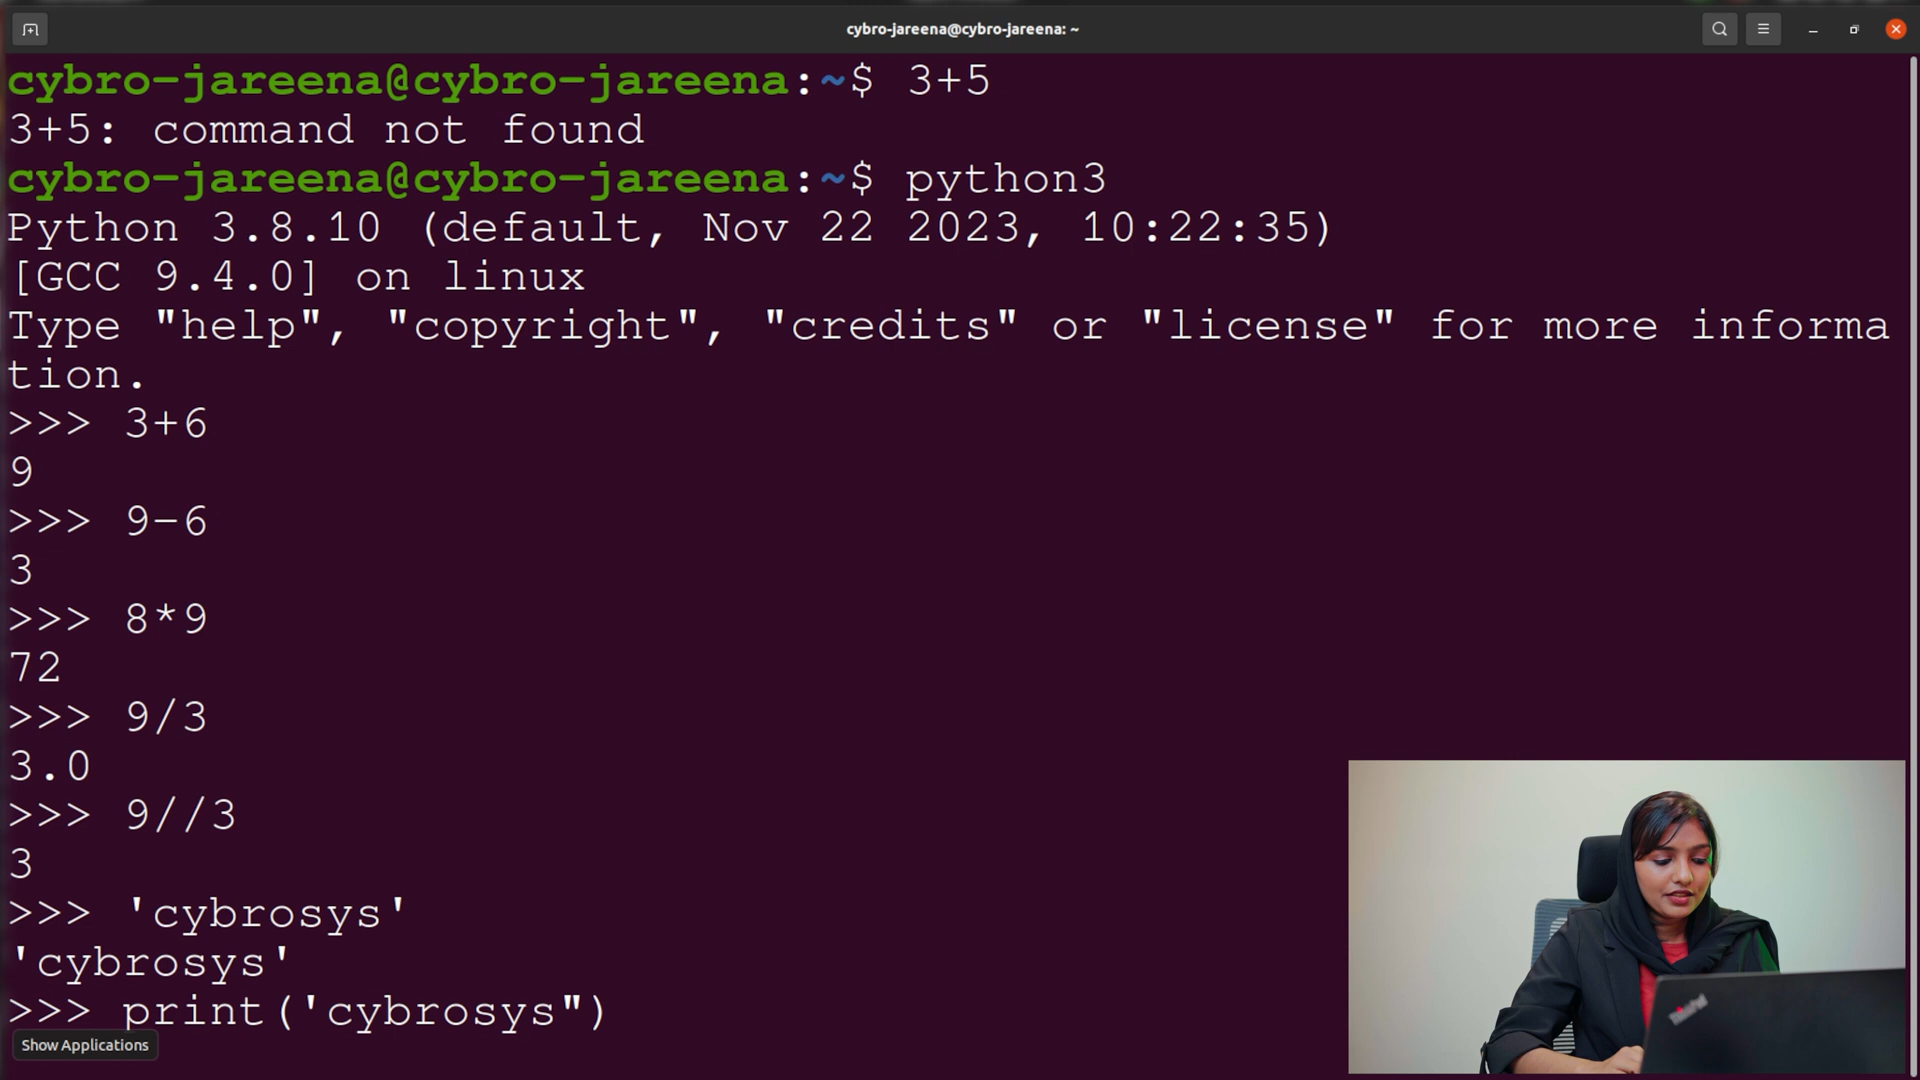 cybro-jareena@cybro-jareena: ~
cybro-jareena@cybro-jareena:~$ 3+5
3+5: command not found
cybro-jareena@cybro-jareena:~$ python3
Python 3.8.10 (default, Nov 22 2023, 10:22:35)
[GCC 9.4.0] on linux
Type "help", "copyright", "credits" or "license" for more informa
tion.
>>> 3+6
9
>>> 9-6
3
>>> 8*9
72
>>> 9/3
3.0
>>> 9//3
3
>>> 'cybrosys'
'cybrosys'
>>> print('cybrosys")
Show Applications
ThinkPad